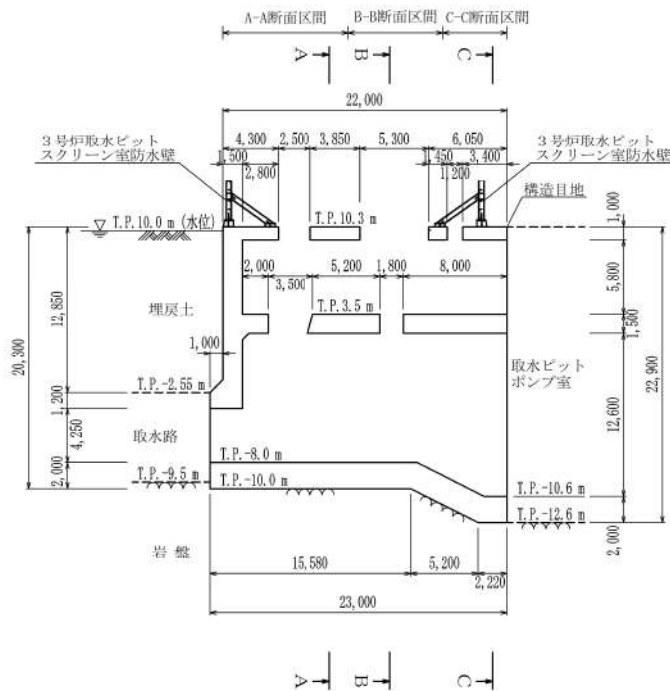 A-A断面区間
B-B断面区間
C-C断面区間
A
B
C
22,000
3号炉取水ピット
スクリーン室防水壁
4,300
2,500
3,850
5,300
6,050
3号炉取水ピット
スクリーン室防水壁
1,500
2,800
1,450
3,400
1,200
構造目地
T.P.10.0 m (水位)
T.P.10.3 m
1,000
2,000
5,200
1,800
8,000
3,500
5,800
埋戻土
12,850
T.P.3.5 m
1,500
1,000
20,300
取水ピット
ポンプ室
22,900
T.P.-2.55 m
1,200
12,600
取水路
4,250
T.P.-8.0 m
T.P.-9.5 m
2,000
T.P.-10.0 m
T.P.-10.6 m
T.P.-12.6 m
2,000
岩盤
15,580
5,200
2,220
23,000
A
B
C